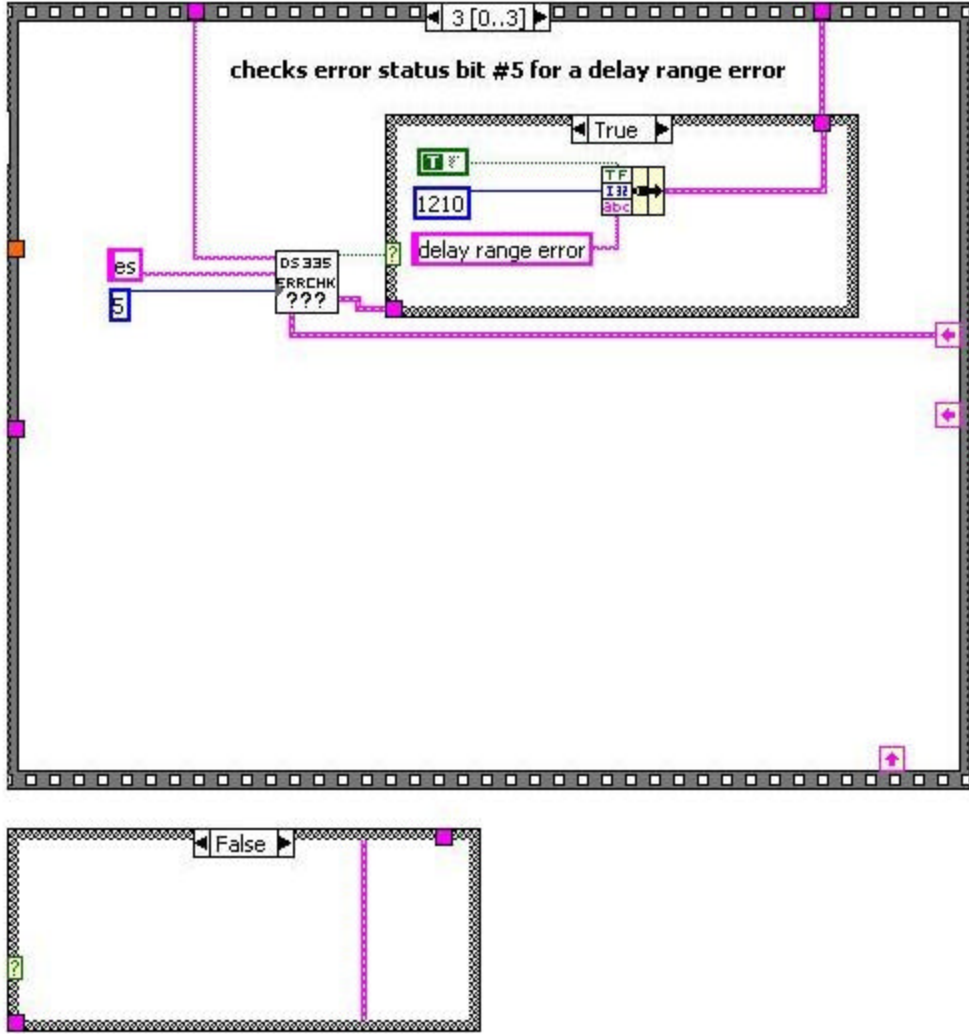 3 [0..3]
checks error status bit #5 for a delay range error
True
T F
1210
TF
I32
abc
delay range error
?
es
5
DS335
ERRCHK
???
False
?